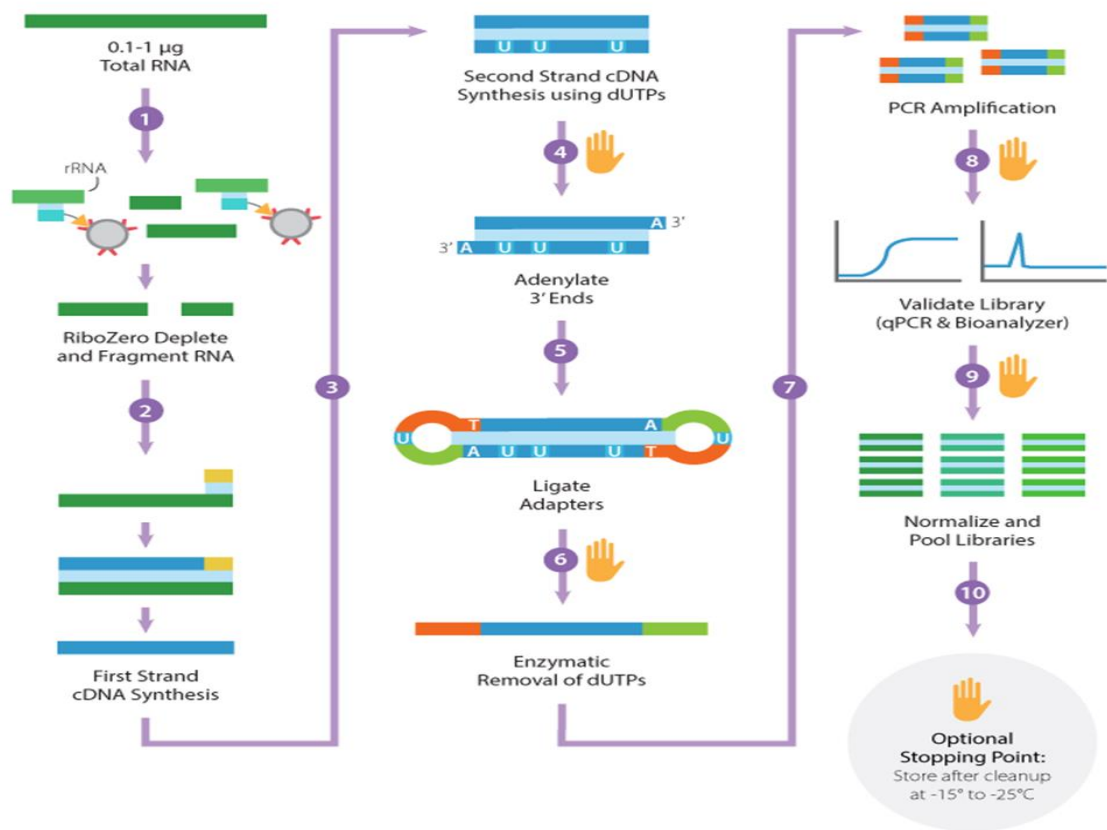 0.1-1 µg
Total RNA
1
rRNA
RiboZero Deplete
and Fragment RNA
2
First Strand
cDNA Synthesis
3
U U U
Second Strand cDNA
Synthesis using dUTPs
4
A 3′
3′ A U U U
Adenylate
3′ Ends
5
T A
U U
A U U U T
Ligate
Adapters
6
Enzymatic
Removal of dUTPs
7
PCR Amplification
8
Validate Library
(qPCR & Bioanalyzer)
9
Normalize and
Pool Libraries
10
Optional
Stopping Point:
Store after cleanup
at -15° to -25°C